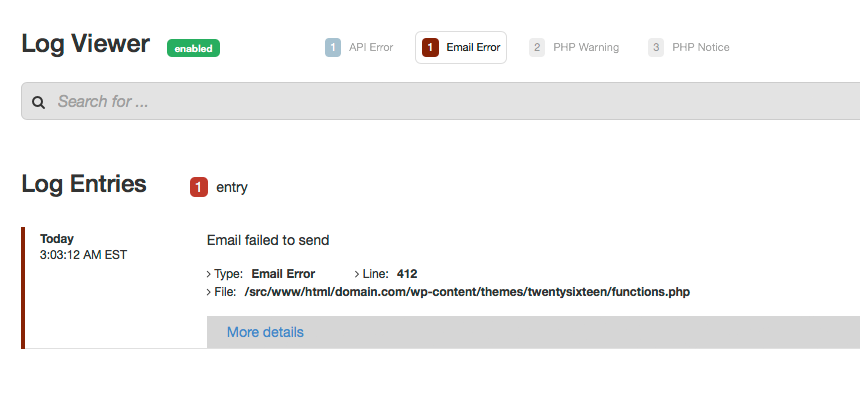 Log Viewer enabled 1 API Error 1 Email Error 2 PHP Warning 3 PHP Notice
Search for ...
Log Entries 1 entry
Today Email failed to send
3:03:12 AM EST
› Type: Email Error › Line: 412
› File: /src/www/html/domain.com/wp-content/themes/twentysixteen/functions.php
More details